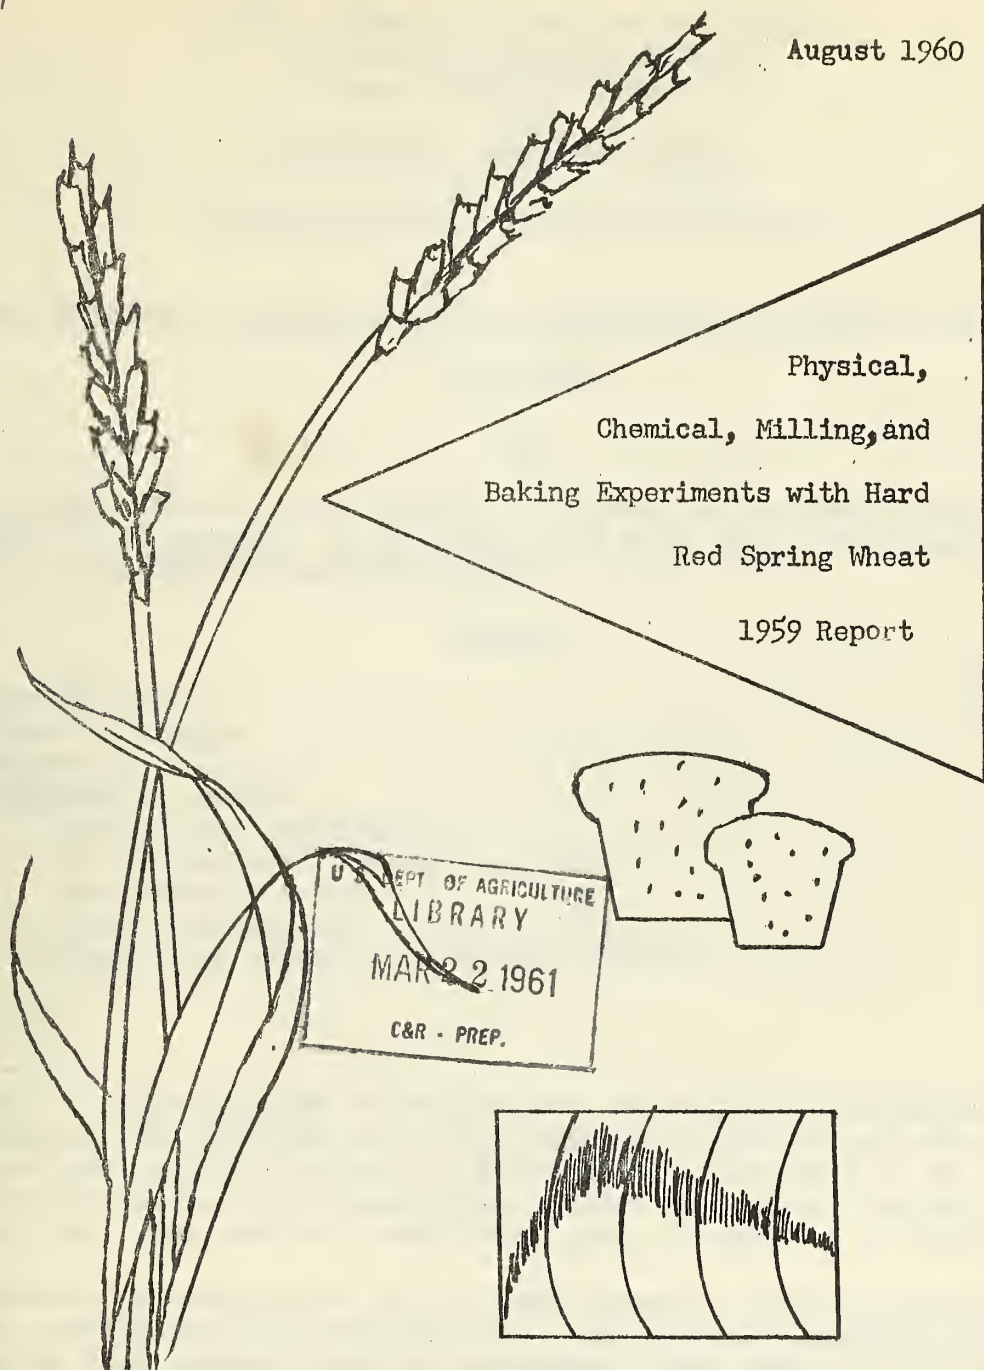 August 1960
Physical,
Chemical, Milling, and
Baking Experiments with Hard
Red Spring Wheat
1959 Report
U S DEPT OF AGRICULTURE
LIBRARY
MAR 22 1961
C&R - PREP.